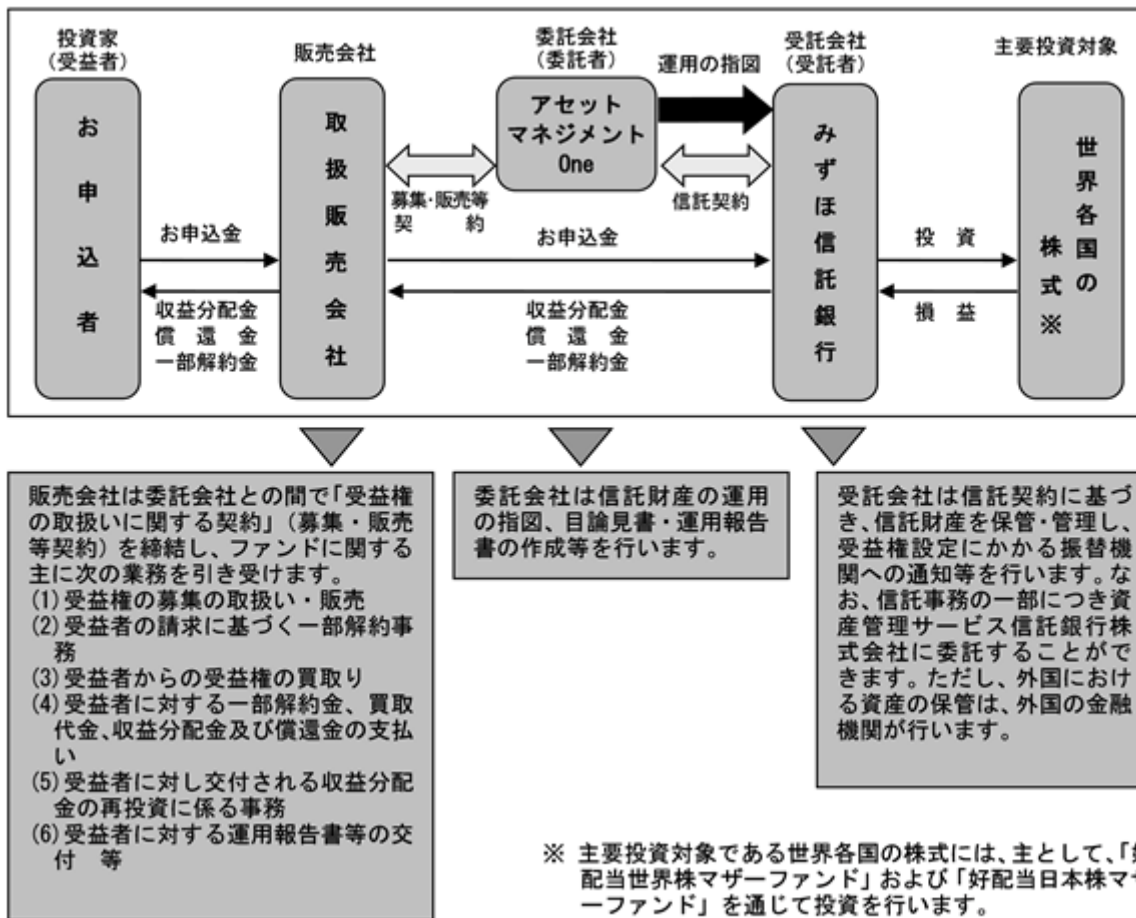 投資家
（受益者）
販売会社
委託会社
（委託者）
運用の指図
受託会社
（受託者）
主要投資対象
お申込者
取扱販売会社
アセット
マネジメント
One
みずほ信託銀行
世界各国の
株式※
募集・販売等
契　約
信託契約
お申込金
お申込金
投　資
収益分配金
償　還　金
一部解約金
収益分配金
償　還　金
一部解約金
損　益
販売会社は委託会社との間で「受益権
の取扱いに関する契約」（募集・販売
等契約）を締結し、ファンドに関する
主に次の業務を引き受けます。
(1)受益権の募集の取扱い・販売
(2)受益者の請求に基づく一部解約事
務
(3)受益者からの受益権の買取り
(4)受益者に対する一部解約金、買取
代金、収益分配金及び償還金の支払
い
(5)受益者に対し交付される収益分配
金の再投資に係る事務
(6)受益者に対する運用報告書等の交
付　等
委託会社は信託財産の運用
の指図、目論見書・運用報告
書の作成等を行います。
受託会社は信託契約に基づ
き、信託財産を保管・管理し、
受益権設定にかかる振替機
関への通知等を行います。な
お、信託事務の一部につき資
産管理サービス信託銀行株
式会社に委託することがで
きます。ただし、外国におけ
る資産の保管は、外国の金融
機関が行います。
※ 主要投資対象である世界各国の株式には、主として、「
配当世界株マザーファンド」および「好配当日本株マ
ーファンド」を通じて投資を行います。